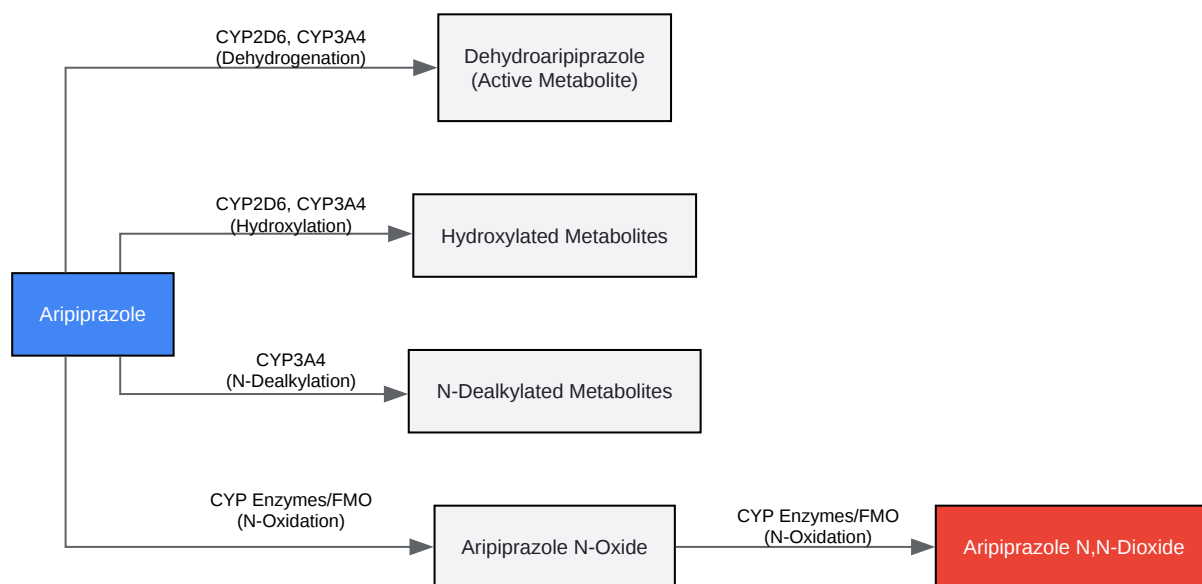 CYP2D6, CYP3A4
(Dehydrogenation)
Dehydroaripiprazole
(Active Metabolite)
CYP2D6, CYP3A4
(Hydroxylation)
Hydroxylated Metabolites
Aripiprazole
CYP3A4
(N-Dealkylation)
N-Dealkylated Metabolites
CYP Enzymes/FMO
(N-Oxidation)
Aripiprazole N-Oxide
CYP Enzymes/FMO
(N-Oxidation)
Aripiprazole N,N-Dioxide